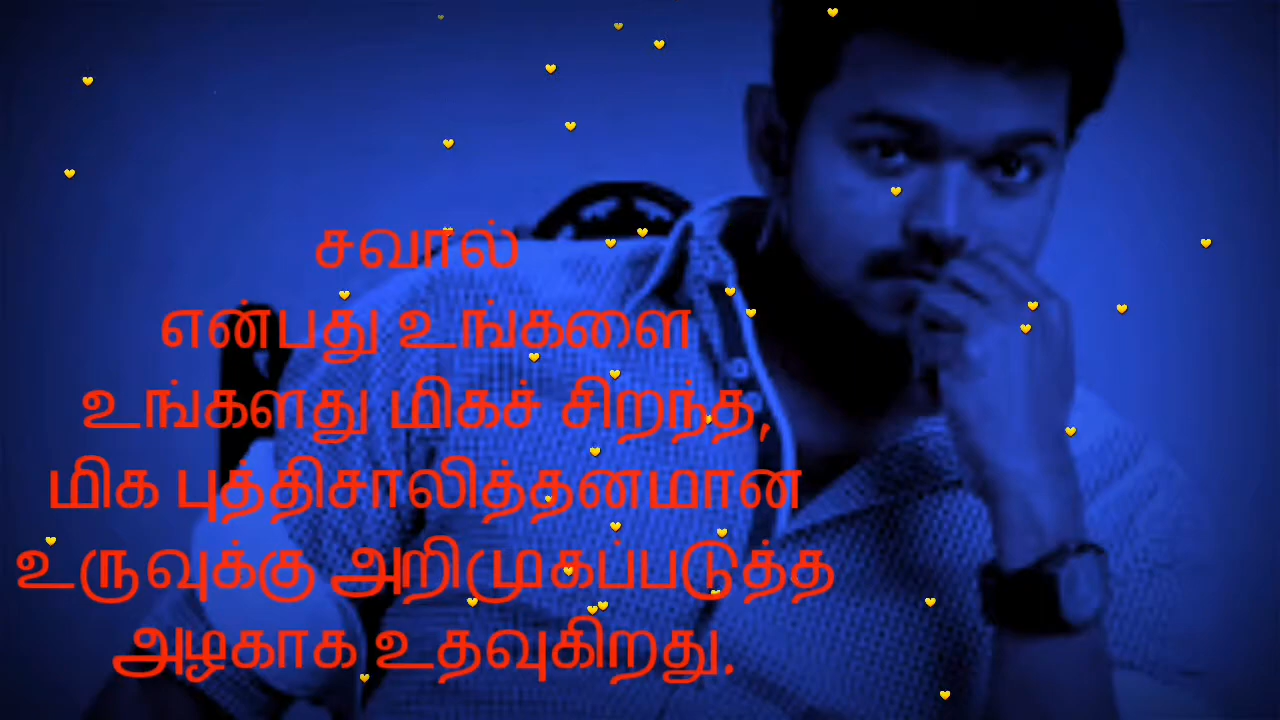 சவால்
என்பது உங்களை
உங்களது மிகச் சிறந்த,
மிக புத்திசாலித்தனமான
உருவுக்கு அறிமுகப்படுத்த
அழகாக உதவுகிறது.